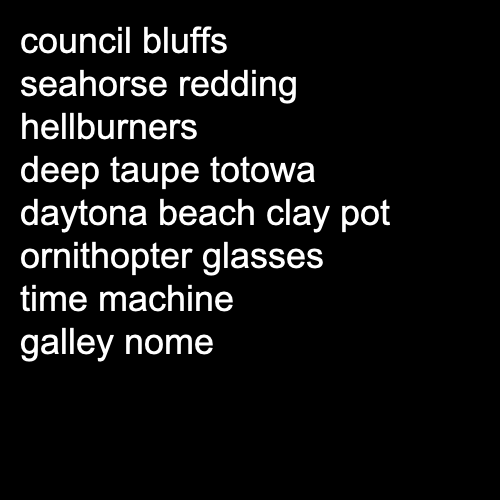 council bluffs
seahorse redding
hellburners
deep taupe totowa
daytona beach clay pot
ornithopter glasses
time machine
galley nome